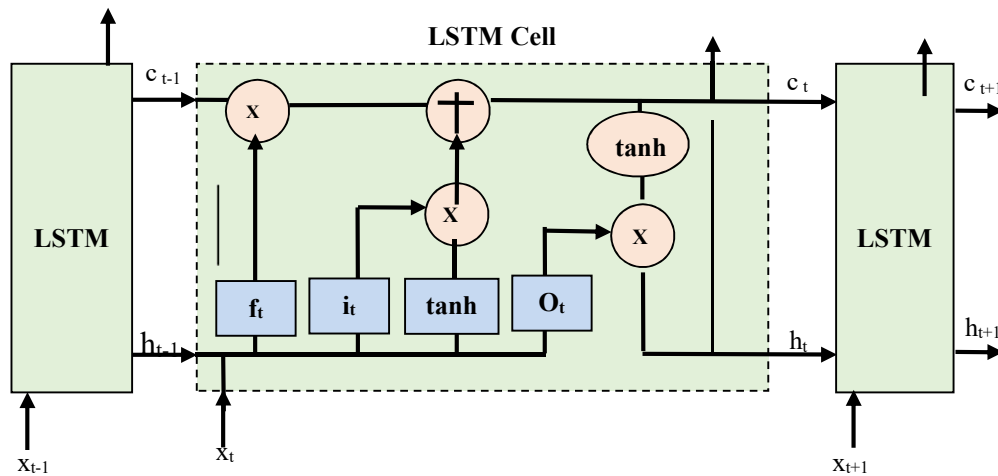 LSTM Cell
c t-1
c t
c t+1
x
tanh
x
x
LSTM
LSTM
fₜ
iₜ
tanh
Oₜ
hₜ₋₁
hₜ
hₜ₊₁
xₜ₋₁
xₜ
xₜ₊₁